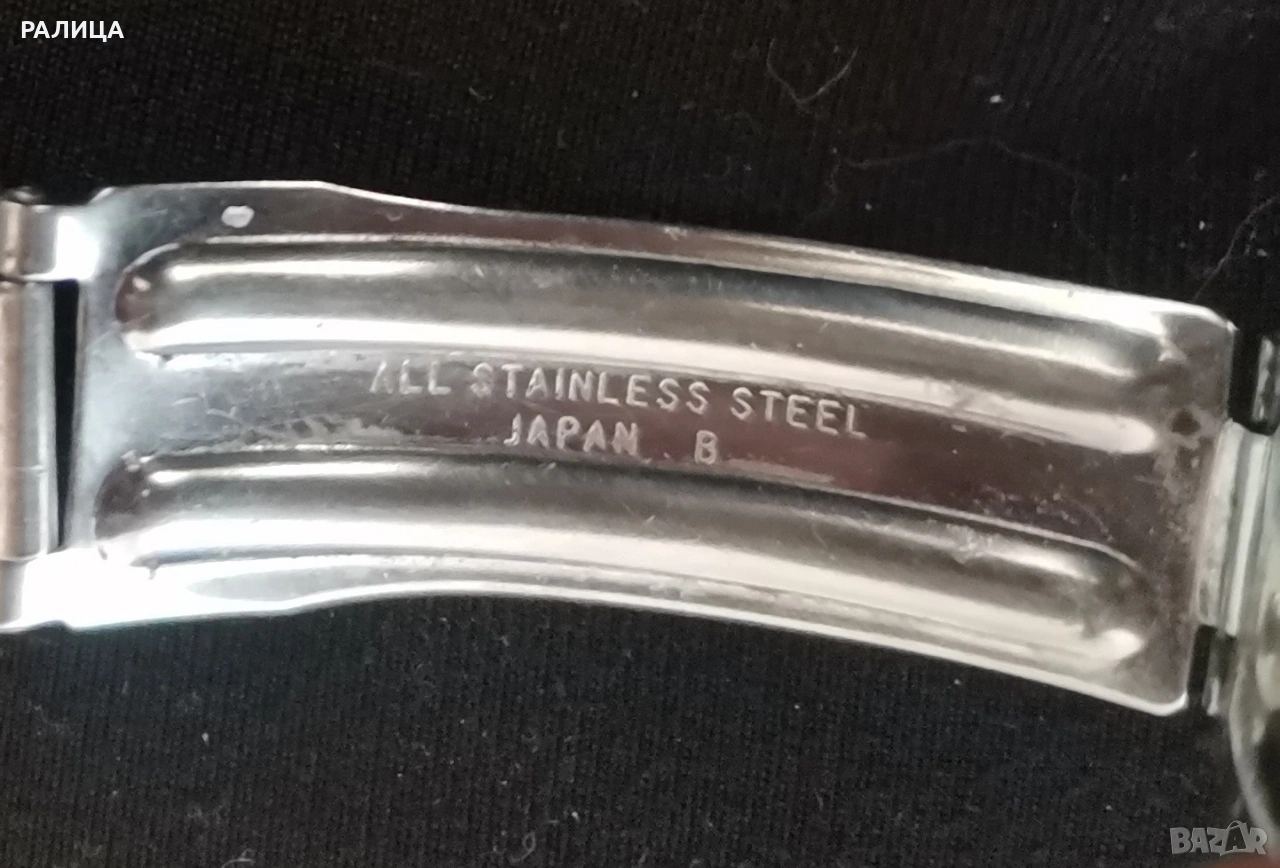 РАЛИЦА
ALL STAINLESS STEEL
JAPAN B
BAZAR